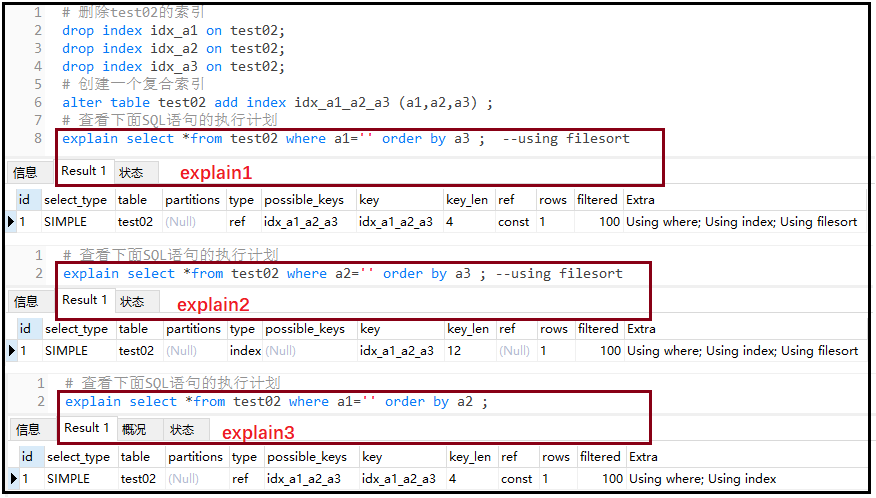 1 # 删除test02的索引
2 drop index idx_a1 on test02;
3 drop index idx_a2 on test02;
4 drop index idx_a3 on test02;
5 # 创建一个复合索引
6 alter table test02 add index idx_a1_a2_a3 (a1,a2,a3) ;
7 # 查看下面SQL语句的执行计划
8 explain select *from test02 where a1='' order by a3 ;  --using filesort
信息 Result 1 状态 explain1
id select_type table partitions type possible_keys key key_len ref rows filtered Extra
1 SIMPLE test02 (Null) ref idx_a1_a2_a3 idx_a1_a2_a3 4 const 1 100 Using where; Using index; Using filesort
1 # 查看下面SQL语句的执行计划
2 explain select *from test02 where a2='' order by a3 ; --using filesort
信息 Result 1 状态 explain2
id select_type table partitions type possible_keys key key_len ref rows filtered Extra
1 SIMPLE test02 (Null) index (Null) idx_a1_a2_a3 12 (Null) 1 100 Using where; Using index; Using filesort
1 # 查看下面SQL语句的执行计划
2 explain select *from test02 where a1='' order by a2 ;
信息 Result 1 概况 状态 explain3
id select_type table partitions type possible_keys key key_len ref rows filtered Extra
1 SIMPLE test02 (Null) ref idx_a1_a2_a3 idx_a1_a2_a3 4 const 1 100 Using where; Using index